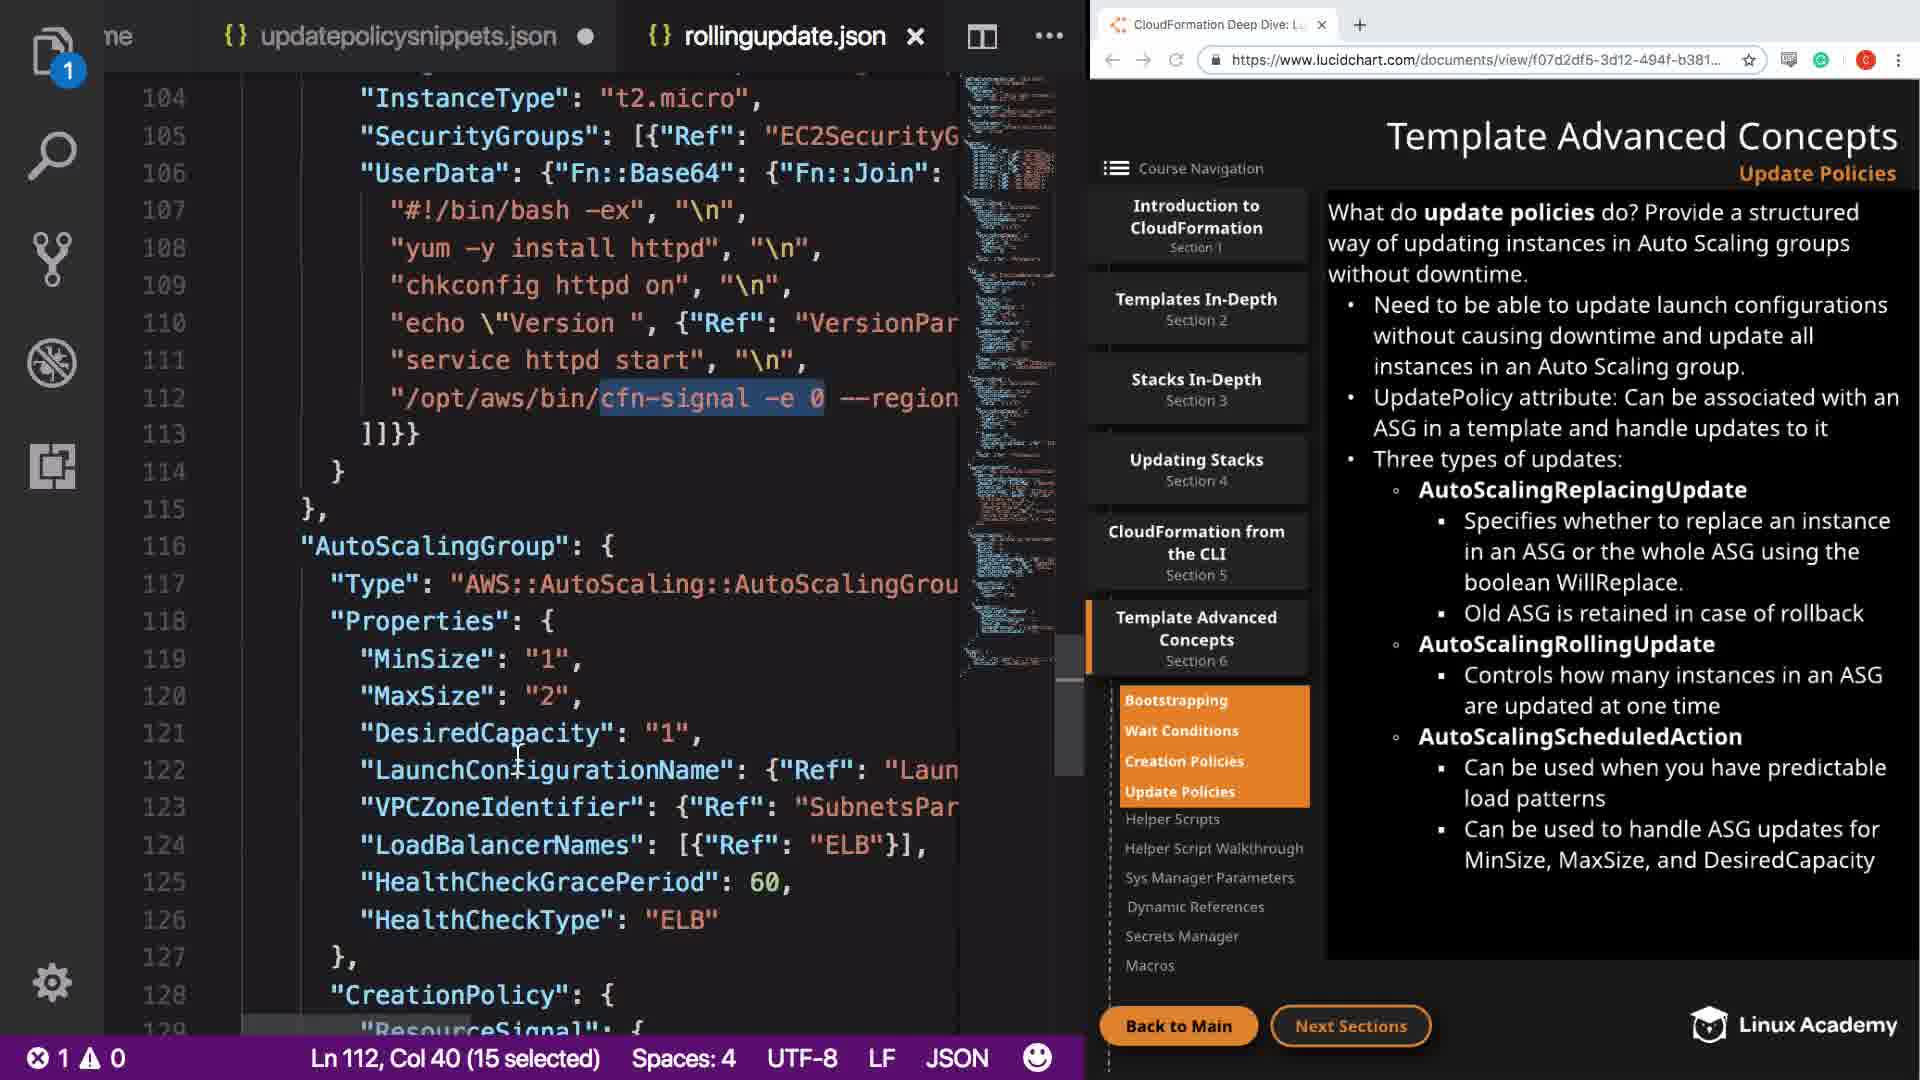 me
{} updatepolicysnippets.json
{} rollingupdate.json
1
104 "InstanceType": "t2.micro",
105 "SecurityGroups": [{"Ref": "EC2SecurityG
106 "UserData": {"Fn::Base64": {"Fn::Join":
107 "#!/bin/bash -ex", "\n",
108 "yum -y install httpd", "\n",
109 "chkconfig httpd on", "\n",
110 "echo \"Version ", {"Ref": "VersionPar
111 "service httpd start", "\n",
112 "/opt/aws/bin/cfn-signal -e 0 --region
113 ]]}}
114 }
115 },
116 "AutoScalingGroup": {
117 "Type": "AWS::AutoScaling::AutoScalingGrou
118 "Properties": {
119 "MinSize": "1",
120 "MaxSize": "2",
121 "DesiredCapacity": "1",
122 "LaunchConfigurationName": {"Ref": "Laun
123 "VPCZoneIdentifier": {"Ref": "SubnetsPar
124 "LoadBalancerNames": [{"Ref": "ELB"}],
125 "HealthCheckGracePeriod": 60,
126 "HealthCheckType": "ELB"
127 },
128 "CreationPolicy": {
129 "ResourceSignal": {
1 0 Ln 112, Col 40 (15 selected) Spaces: 4 UTF-8 LF JSON
CloudFormation Deep Dive: L
https://www.lucidchart.com/documents/view/f07d2df5-3d12-494f-b381...
C
Template Advanced Concepts
Update Policies
Course Navigation
Introduction to
CloudFormation
Section 1
Templates In-Depth
Section 2
Stacks In-Depth
Section 3
Updating Stacks
Section 4
CloudFormation from
the CLI
Section 5
Template Advanced
Concepts
Section 6
Bootstrapping
Wait Conditions
Creation Policies
Update Policies
Helper Scripts
Helper Script Walkthrough
Sys Manager Parameters
Dynamic References
Secrets Manager
Macros
What do update policies do? Provide a structured
way of updating instances in Auto Scaling groups
without downtime.
• Need to be able to update launch configurations
without causing downtime and update all
instances in an Auto Scaling group.
• UpdatePolicy attribute: Can be associated with an
ASG in a template and handle updates to it
• Three types of updates:
◦ AutoScalingReplacingUpdate
▪ Specifies whether to replace an instance
in an ASG or the whole ASG using the
boolean WillReplace.
▪ Old ASG is retained in case of rollback
◦ AutoScalingRollingUpdate
▪ Controls how many instances in an ASG
are updated at one time
◦ AutoScalingScheduledAction
▪ Can be used when you have predictable
load patterns
▪ Can be used to handle ASG updates for
MinSize, MaxSize, and DesiredCapacity
Back to Main
Next Sections
Linux Academy